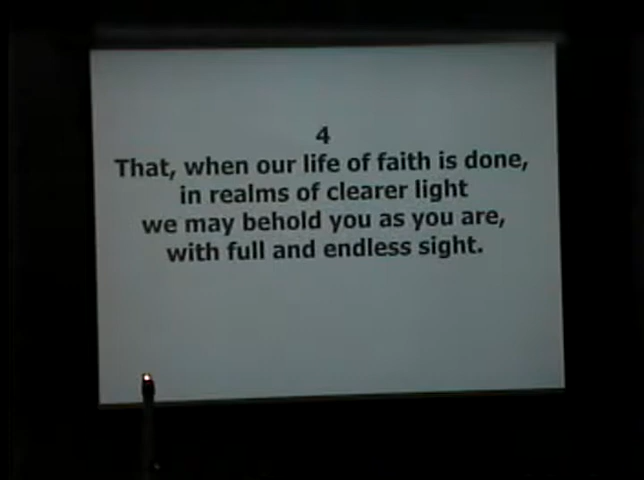 4
That, when our life of faith is done,
in realms of clearer light
we may behold you as you are,
with full and endless sight.